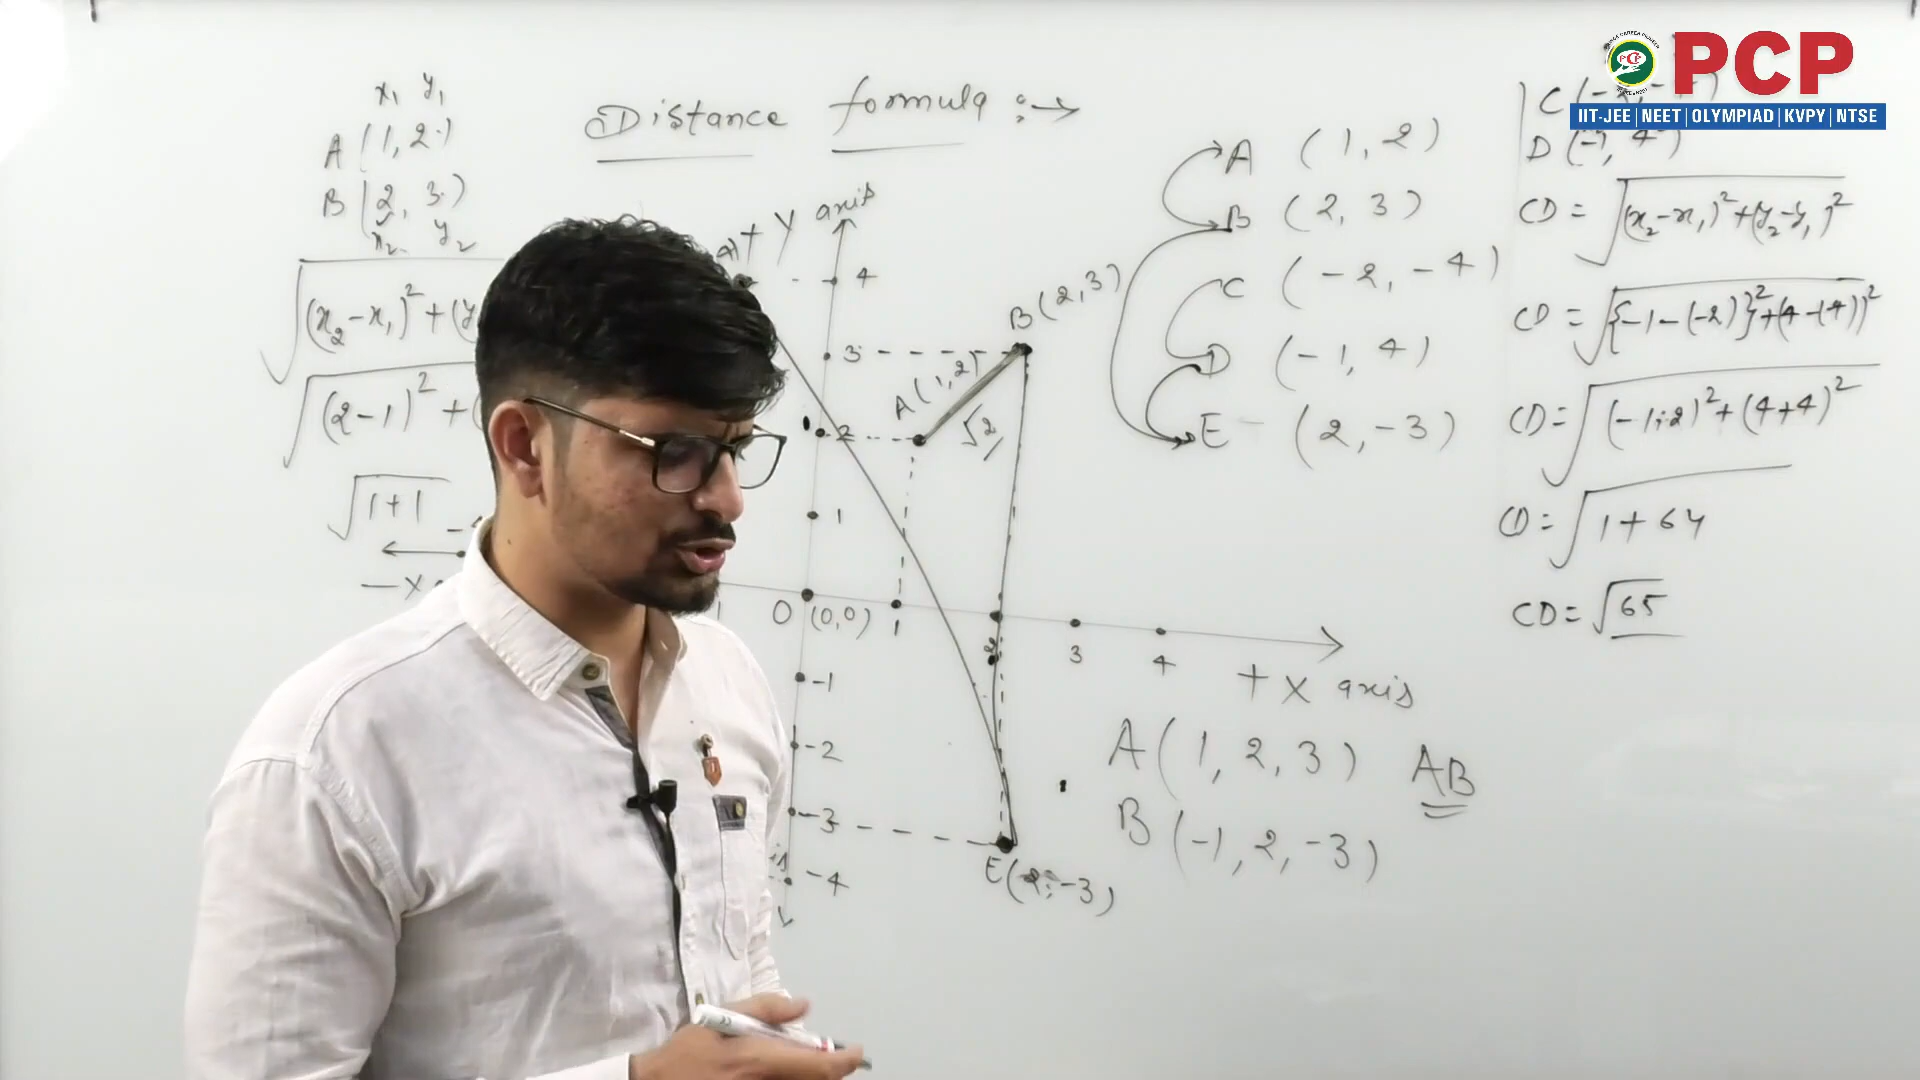 PCP
IIT-JEE | NEET | OLYMPIAD | KVPY | NTSE
Distance formula :→
x₁ y₁
A (1, 2)
B (2, 3)
x₂ y₂
√(x₂-x₁)²+(y
√(2-1)²+(
√1+1
-X
+ Y axis
4
3
2
1
O (0,0)
1
2
3
4
-1
-2
-3
-4
+ X axis
A(1,2)
B(2,3)
√2
E(2,-3)
A (1, 2)
B (2, 3)
C (-2, -4)
D (-1, 4)
E (2, -3)
A(1, 2, 3) AB
B(-1, 2, -3)
C (-
D (-1, 4)
CD = √(x₂-x₁)²+(y₂-y₁)²
CD = √{-1-(-2)}²+(4-(-4))²
CD = √(-1+2)²+(4+4)²
CD = √1+64
CD = √65